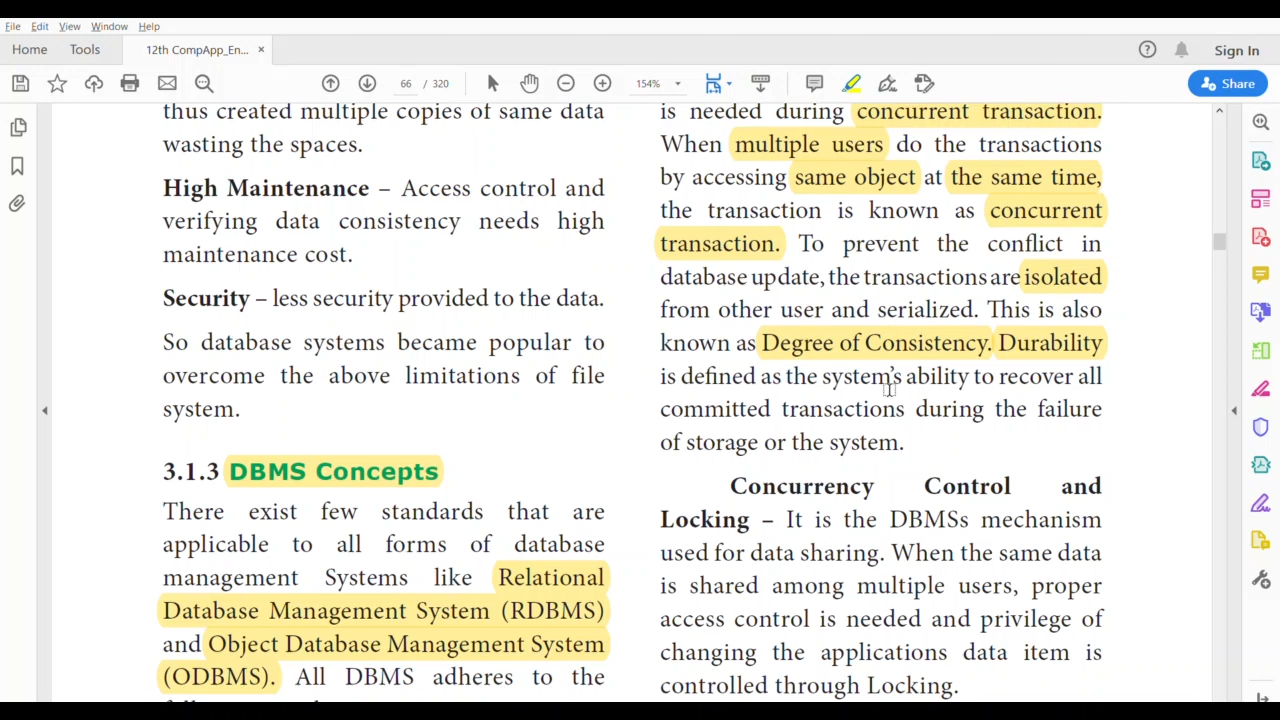 File Edit View Window Help
Home Tools 12th CompApp_En... × Sign In
66 / 320 154% Share
thus created multiple copies of same data
wasting the spaces.
High Maintenance – Access control and
verifying data consistency needs high
maintenance cost.
Security – less security provided to the data.
So database systems became popular to
overcome the above limitations of file
system.
3.1.3 DBMS Concepts
There exist few standards that are
applicable to all forms of database
management Systems like Relational
Database Management System (RDBMS)
and Object Database Management System
(ODBMS). All DBMS adheres to the
is needed during concurrent transaction.
When multiple users do the transactions
by accessing same object at the same time,
the transaction is known as concurrent
transaction. To prevent the conflict in
database update, the transactions are isolated
from other user and serialized. This is also
known as Degree of Consistency. Durability
is defined as the system's ability to recover all
committed transactions during the failure
of storage or the system.
Concurrency Control and
Locking – It is the DBMSs mechanism
used for data sharing. When the same data
is shared among multiple users, proper
access control is needed and privilege of
changing the applications data item is
controlled through Locking.